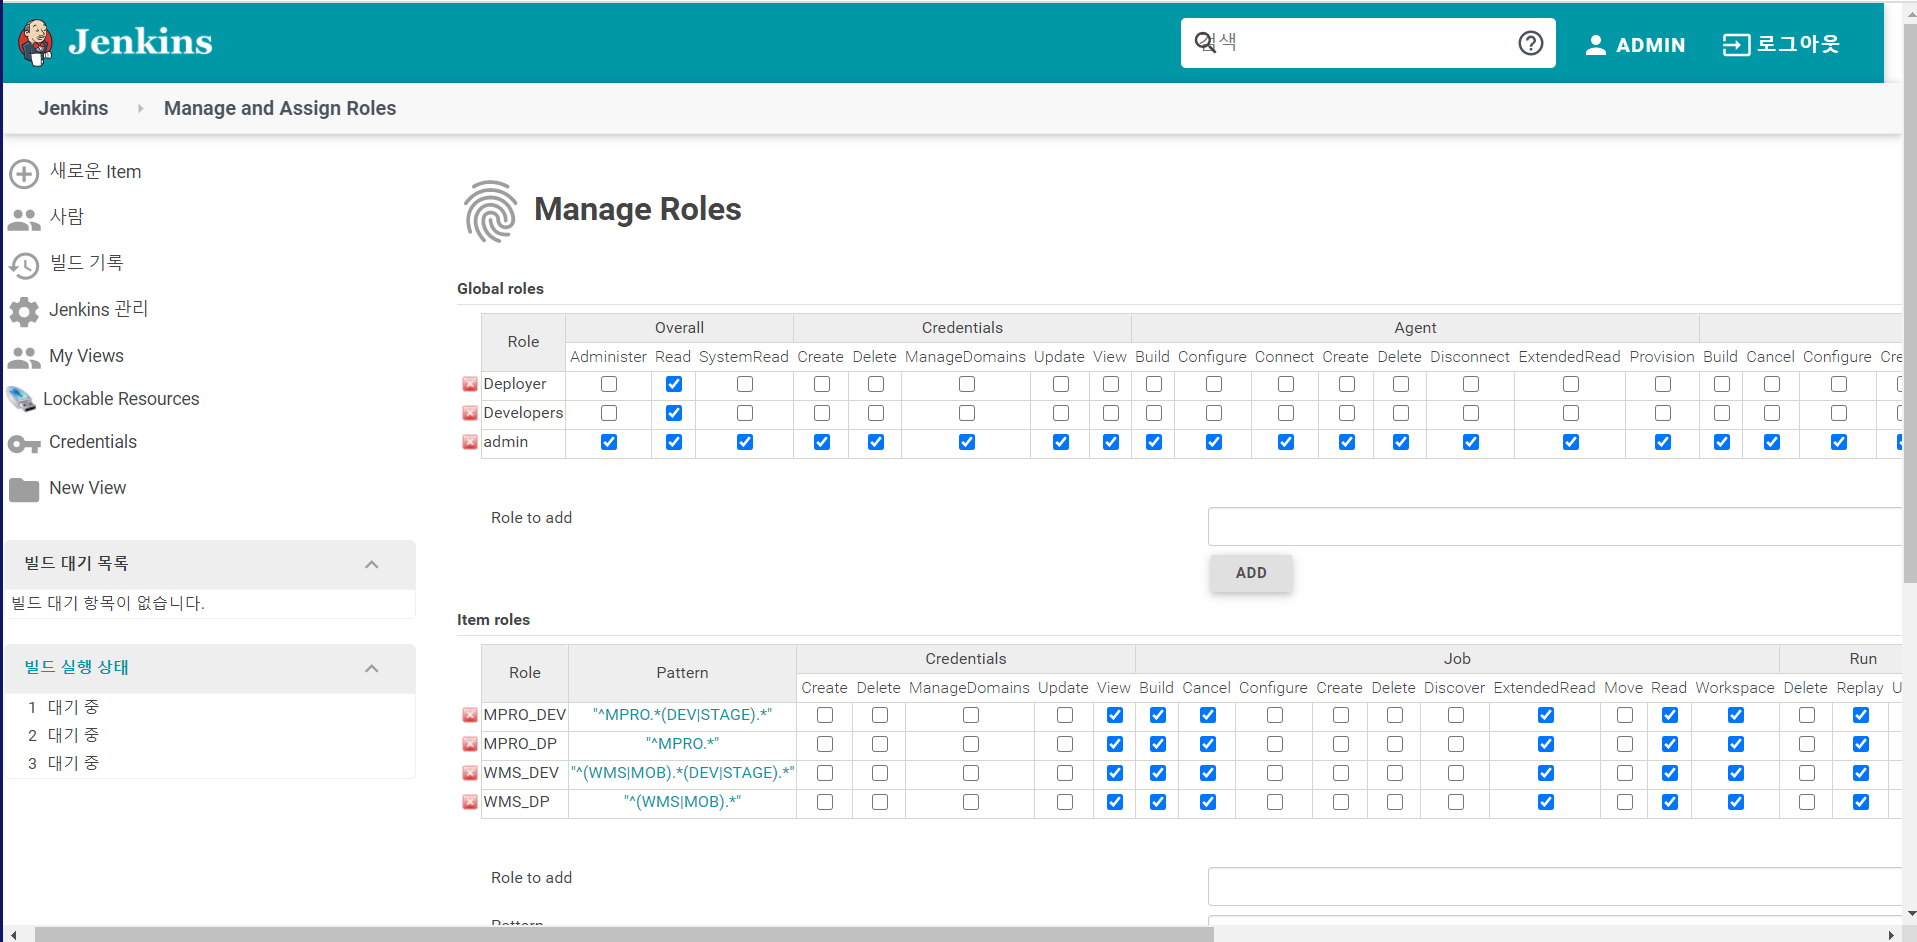 Jenkins
검색
ADMIN
로그아웃
Jenkins
Manage and Assign Roles
새로운 Item
사람
빌드 기록
Jenkins 관리
My Views
Lockable Resources
Credentials
New View
빌드 대기 목록
빌드 대기 항목이 없습니다.
빌드 실행 상태
1 대기 중
2 대기 중
3 대기 중
Manage Roles
Global roles
Role Overall Credentials Agent
Administer Read SystemRead Create Delete ManageDomains Update View Build Configure Connect Create Delete Disconnect ExtendedRead Provision Build Cancel Configure Cre
Deployer
Developers
admin
Role to add
ADD
Item roles
Role Pattern Credentials Job Run
Create Delete ManageDomains Update View Build Cancel Configure Create Delete Discover ExtendedRead Move Read Workspace Delete Replay U
MPRO_DEV "^MPRO.*(DEV|STAGE).*"
MPRO_DP "^MPRO.*"
WMS_DEV "^(WMS|MOB).*(DEV|STAGE).*"
WMS_DP "^(WMS|MOB).*"
Role to add
Pattern